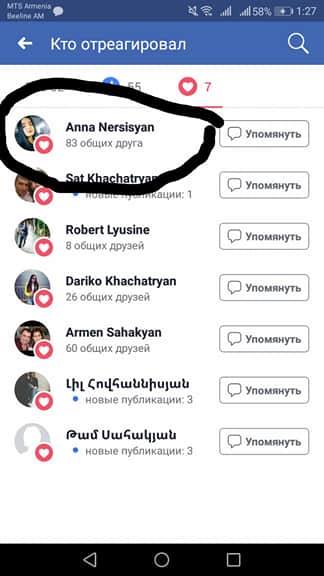 MTS Armenia
Beeline AM
58% 1:27
Кто отреагировал
55 7
Anna Nersisyan
83 общих друга
Упомянуть
Sat Khachatryan
новые публикации: 1
Упомянуть
Robert Lyusine
8 общих друзей
Упомянуть
Dariko Khachatryan
26 общих друзей
Упомянуть
Armen Sahakyan
60 общих друзей
Упомянуть
Լիլ Հովհաննիսյան
новые публикации: 3
Упомянуть
Թամ Սահակյան
новые публикации: 3
Упомянуть